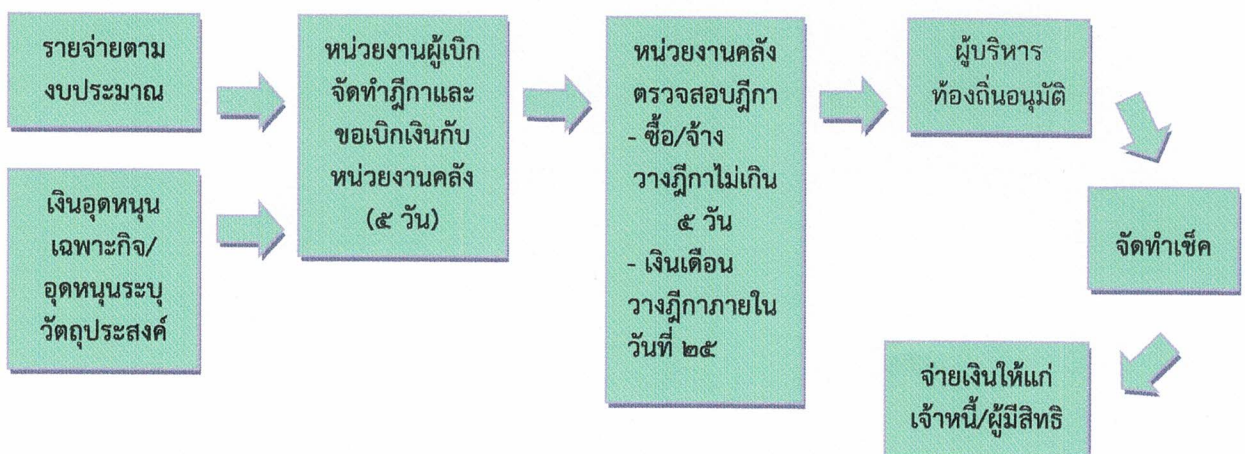 รายจ่ายตาม
งบประมาณ
เงินอุดหนุน
เฉพาะกิจ/
อุดหนุนระบุ
วัตถุประสงค์
หน่วยงานผู้เบิก
จัดทำฎีกาและ
ขอเบิกเงินกับ
หน่วยงานคลัง
(๕ วัน)
หน่วยงานคลัง
ตรวจสอบฎีกา
- ซื้อ/จ้าง
วางฎีกาไม่เกิน
๕ วัน
- เงินเดือน
วางฎีกาภายใน
วันที่ ๒๕
ผู้บริหาร
ท้องถิ่นอนุมัติ
จัดทำเช็ค
จ่ายเงินให้แก่
เจ้าหนี้/ผู้มีสิทธิ